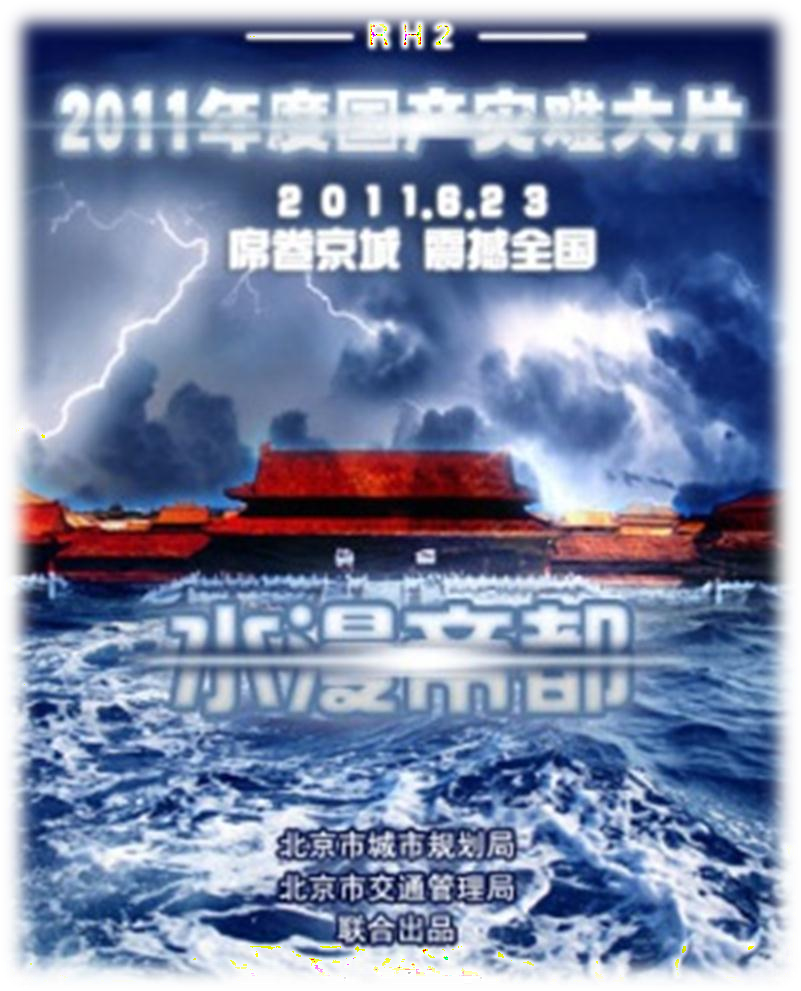 RH2
2011年度国产灾难大片
2011.6.23
席卷京城 震撼全国
水漫帝都
北京市城市规划局
北京市交通管理局
联合出品